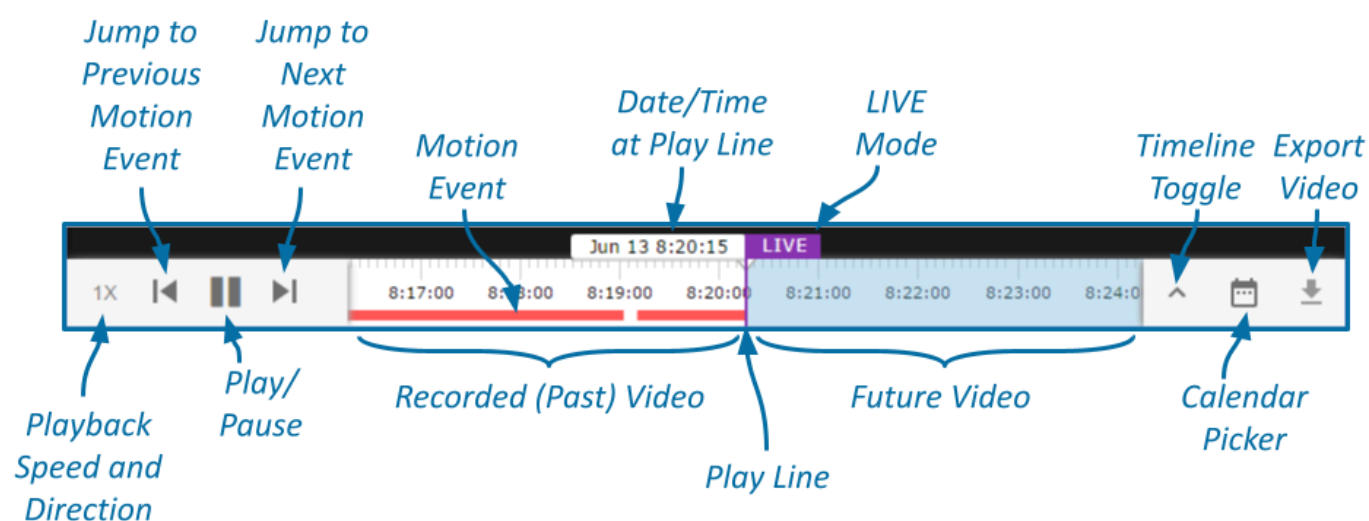 Jump to
Previous
Motion
Event
Jump to
Next
Motion
Event
Motion
Event
Date/Time
at Play Line
LIVE
Mode
Timeline
Toggle
Export
Video
Jun 13 8:20:15
LIVE
1X
8:17:00
8:18:00
8:19:00
8:20:00
8:21:00
8:22:00
8:23:00
8:24:0
Playback
Speed and
Direction
Play/
Pause
Recorded (Past) Video
Play Line
Future Video
Calendar
Picker